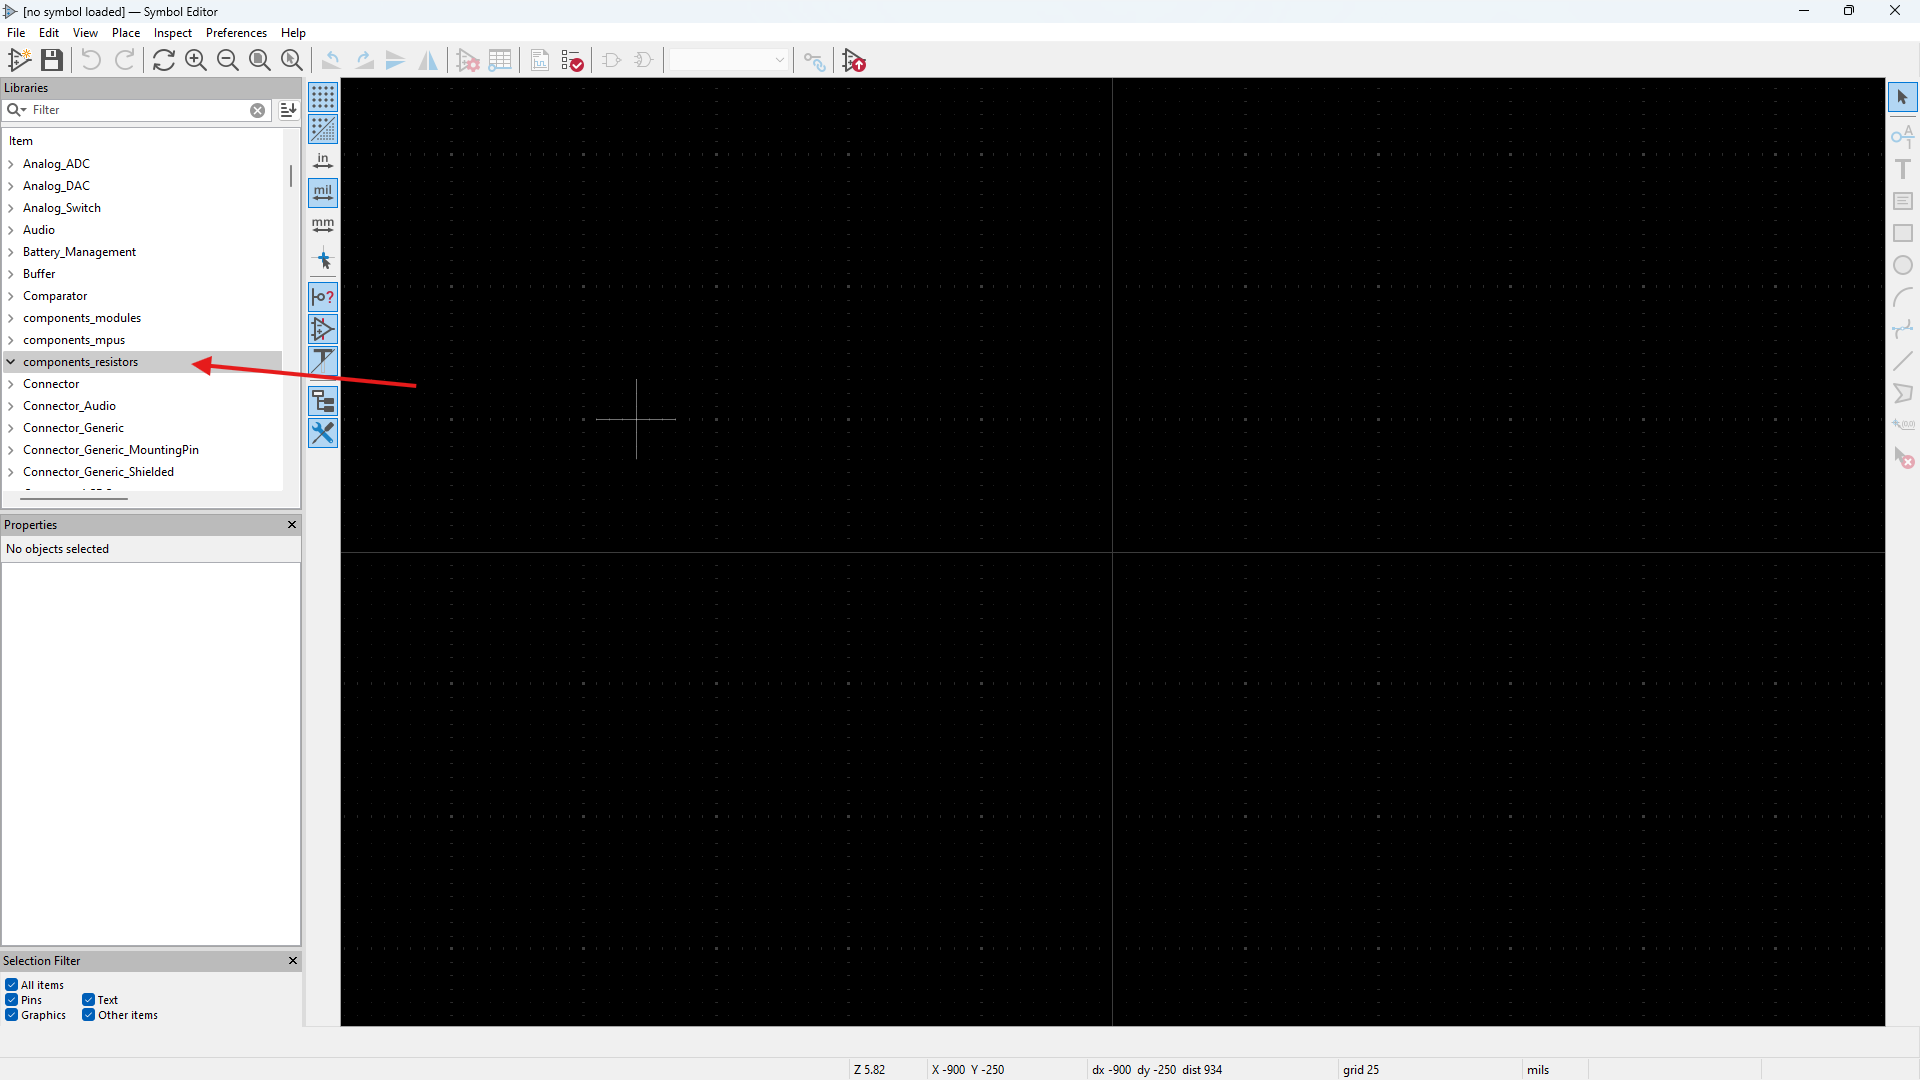 [no symbol loaded] — Symbol Editor
File Edit View Place Inspect Preferences Help
Libraries
Filter
Item
Analog_ADC
Analog_DAC
Analog_Switch
Audio
Battery_Management
Buffer
Comparator
components_modules
components_mpus
components_resistors
Connector
Connector_Audio
Connector_Generic
Connector_Generic_MountingPin
Connector_Generic_Shielded
in
mil
mm
Properties
No objects selected
Selection Filter
All items
Pins Text
Graphics Other items
Z 5.82 X -900 Y -250 dx -900 dy -250 dist 934 grid 25 mils